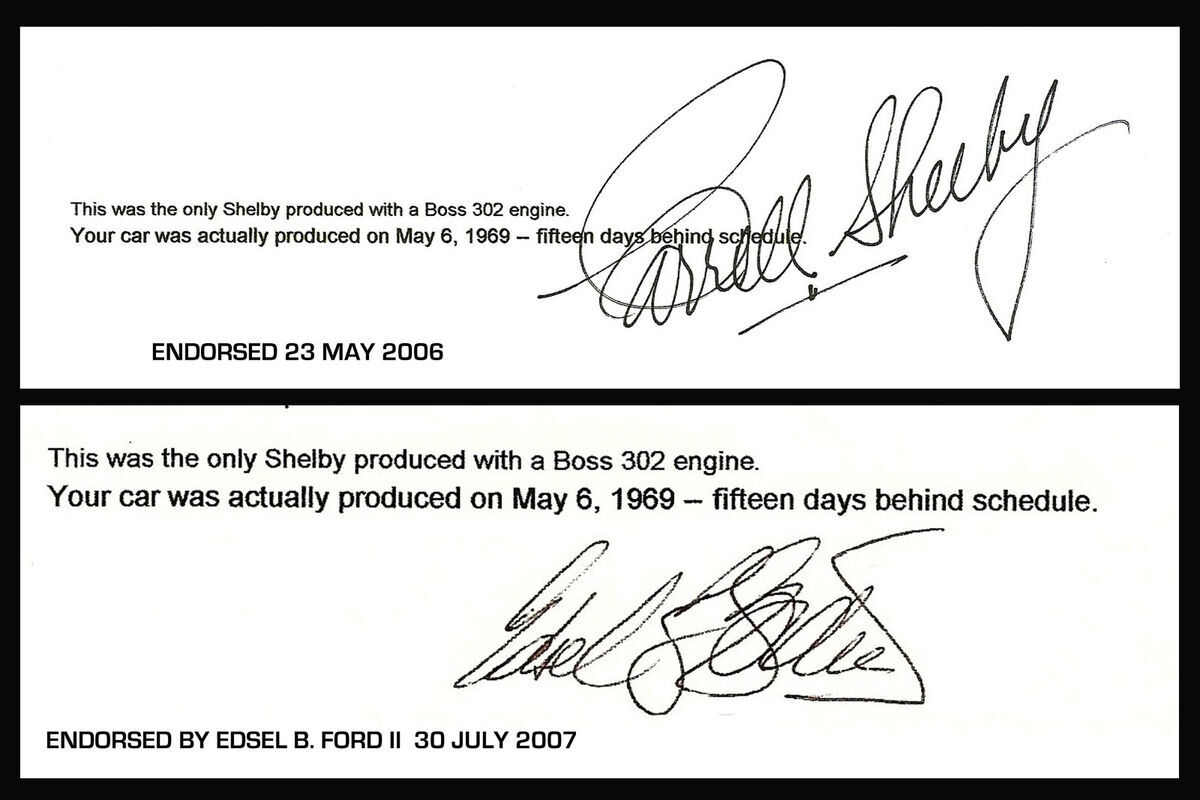 This was the only Shelby produced with a Boss 302 engine.
Your car was actually produced on May 6, 1969 – fifteen days behind schedule.
Carroll Shelby
ENDORSED 23 MAY 2006
This was the only Shelby produced with a Boss 302 engine.
Your car was actually produced on May 6, 1969 – fifteen days behind schedule.
Edsel B Ford II
ENDORSED BY EDSEL B. FORD II 30 JULY 2007